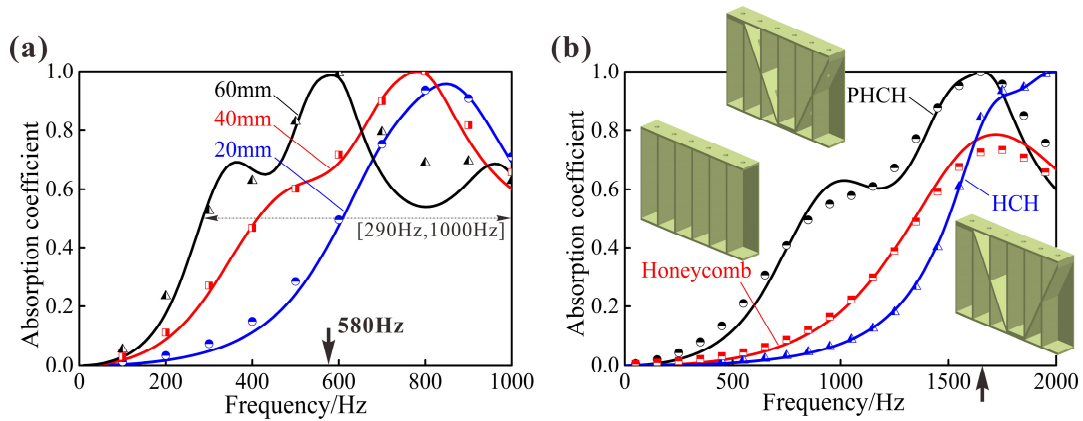 (a)
1.0
0.8
0.6
0.4
0.2
0.0
Absorption coefficient
60mm
40mm
20mm
[290Hz,1000Hz]
580Hz
0 200 400 600 800 1000
Frequency/Hz
(b)
1.0
0.8
0.6
0.4
0.2
0.0
Absorption coefficient
PHCH
HCH
Honeycomb
0 500 1000 1500 2000
Frequency/Hz